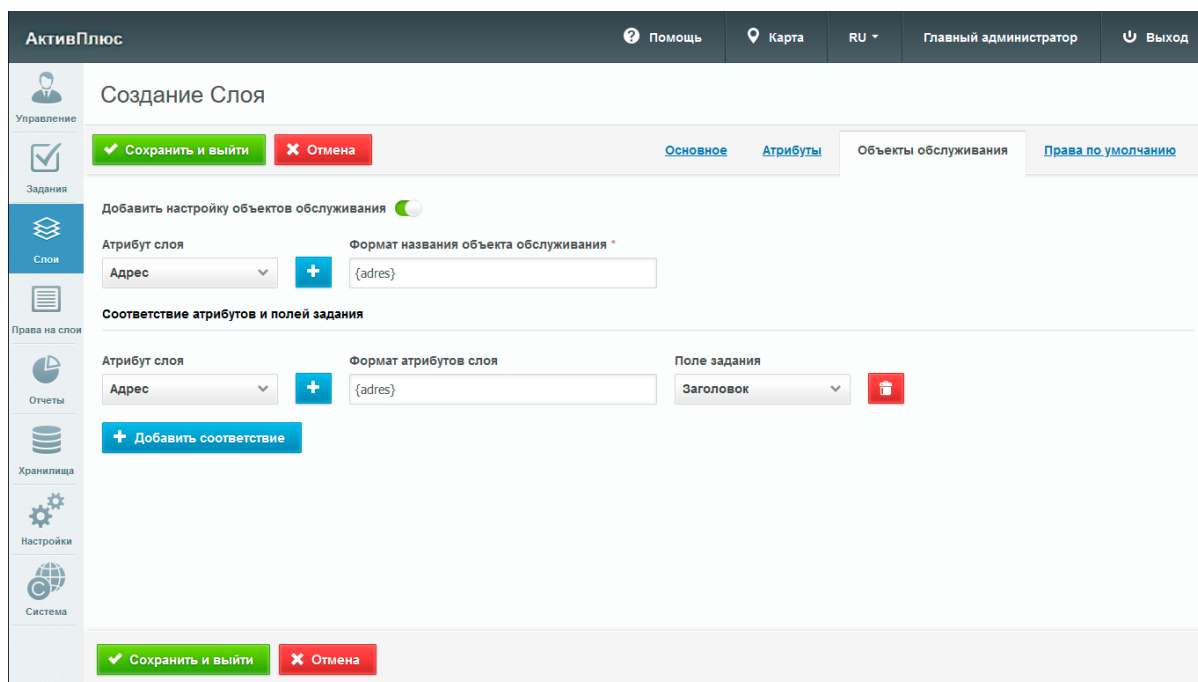 АктивПлюс
Помощь
Карта
RU
Главный администратор
Выход
Управление
Задания
Слои
Права на слои
Отчеты
Хранилища
Настройки
Система
Создание Слоя
Сохранить и выйти
Отмена
Основное
Атрибуты
Объекты обслуживания
Права по умолчанию
Добавить настройку объектов обслуживания
Атрибут слоя
Формат названия объекта обслуживания *
Адрес
{adres}
Соответствие атрибутов и полей задания
Атрибут слоя
Формат атрибутов слоя
Поле задания
Адрес
{adres}
Заголовок
Добавить соответствие
Сохранить и выйти
Отмена